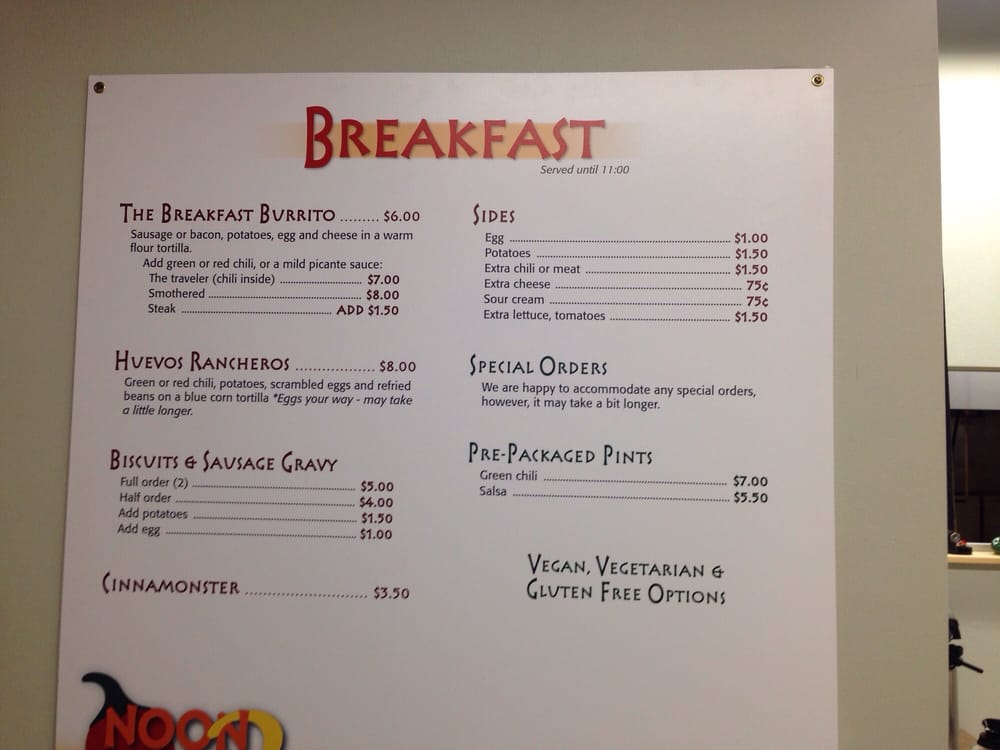 BREAKFAST
Served until 11:00
THE BREAKFAST BURRITO ......... $6.00
Sausage or bacon, potatoes, egg and cheese in a warm
flour tortilla.
Add green or red chili, or a mild picante sauce:
The traveler (chili inside) ........................ $7.00
Smothered ............................................. $8.00
Steak ............................................. ADD $1.50
HUEVOS RANCHEROS .................. $8.00
Green or red chili, potatoes, scrambled eggs and refried
beans on a blue corn tortilla *Eggs your way - may take
a little longer.
BISCUITS & SAUSAGE GRAVY
Full order (2) ................................................ $5.00
Half order .................................................... $4.00
Add potatoes ................................................ $1.50
Add egg ....................................................... $1.00
CINNAMONSTER ............................ $3.50
SIDES
Egg ................................................................ $1.00
Potatoes ......................................................... $1.50
Extra chili or meat .......................................... $1.50
Extra cheese ................................................... 75¢
Sour cream ..................................................... 75¢
Extra lettuce, tomatoes ................................... $1.50
SPECIAL ORDERS
We are happy to accommodate any special orders,
however, it may take a bit longer.
PRE-PACKAGED PINTS
Green chili ..................................................... $7.00
Salsa .............................................................. $5.50
VEGAN, VEGETARIAN &
GLUTEN FREE OPTIONS
NOON